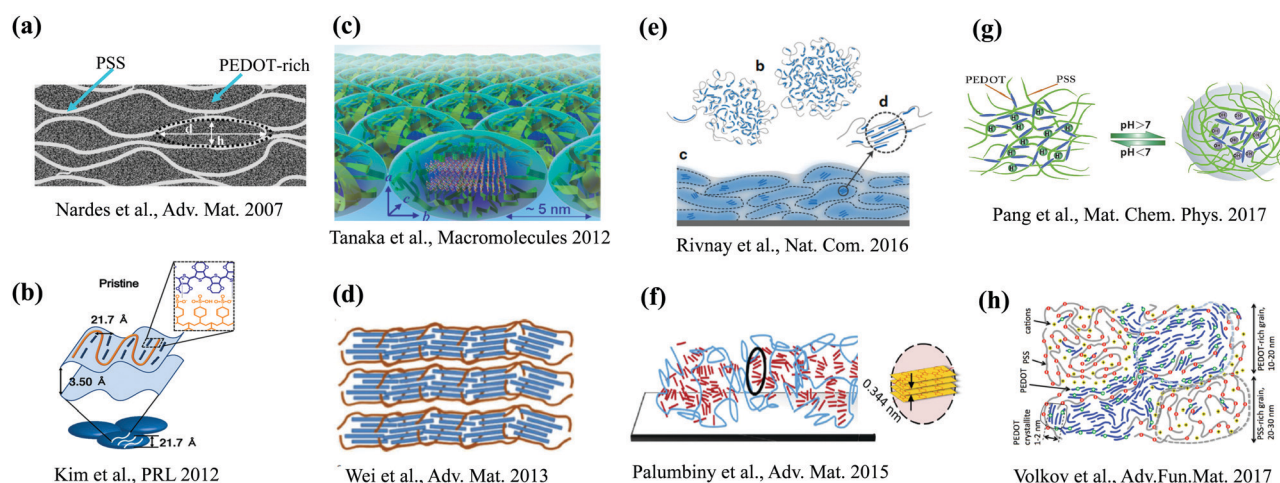 (a)
PSS
PEDOT-rich
d
h
Nardes et al., Adv. Mat. 2007
(b)
Pristine
21.7 Å
3.50 Å
21.7 Å
Kim et al., PRL 2012
(c)
c
b
~ 5 nm
Tanaka et al., Macromolecules 2012
(d)
Wei et al., Adv. Mat. 2013
(e)
b
d
c
Rivnay et al., Nat. Com. 2016
(f)
0.344 nm
Palumbiny et al., Adv. Mat. 2015
(g)
PEDOT
PSS
pH>7
pH<7
Pang et al., Mat. Chem. Phys. 2017
(h)
cations
PSS
PEDOT
PEDOT
crystallite
1-2 nm
PEDOT-rich grain,
10-20 nm
PSS-rich grain,
20-30 nm
Volkov et al., Adv.Fun.Mat. 2017